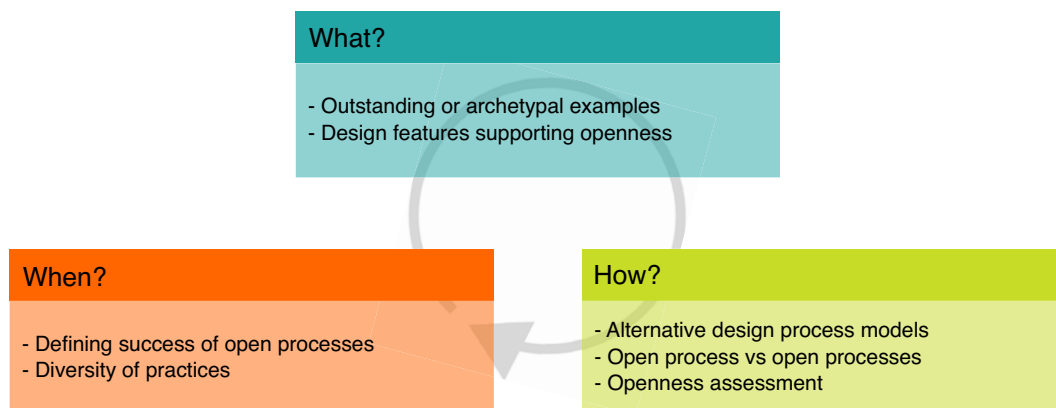 What?
- Outstanding or archetypal examples
- Design features supporting openness
When?
- Defining success of open processes
- Diversity of practices
How?
- Alternative design process models
- Open process vs open processes
- Openness assessment